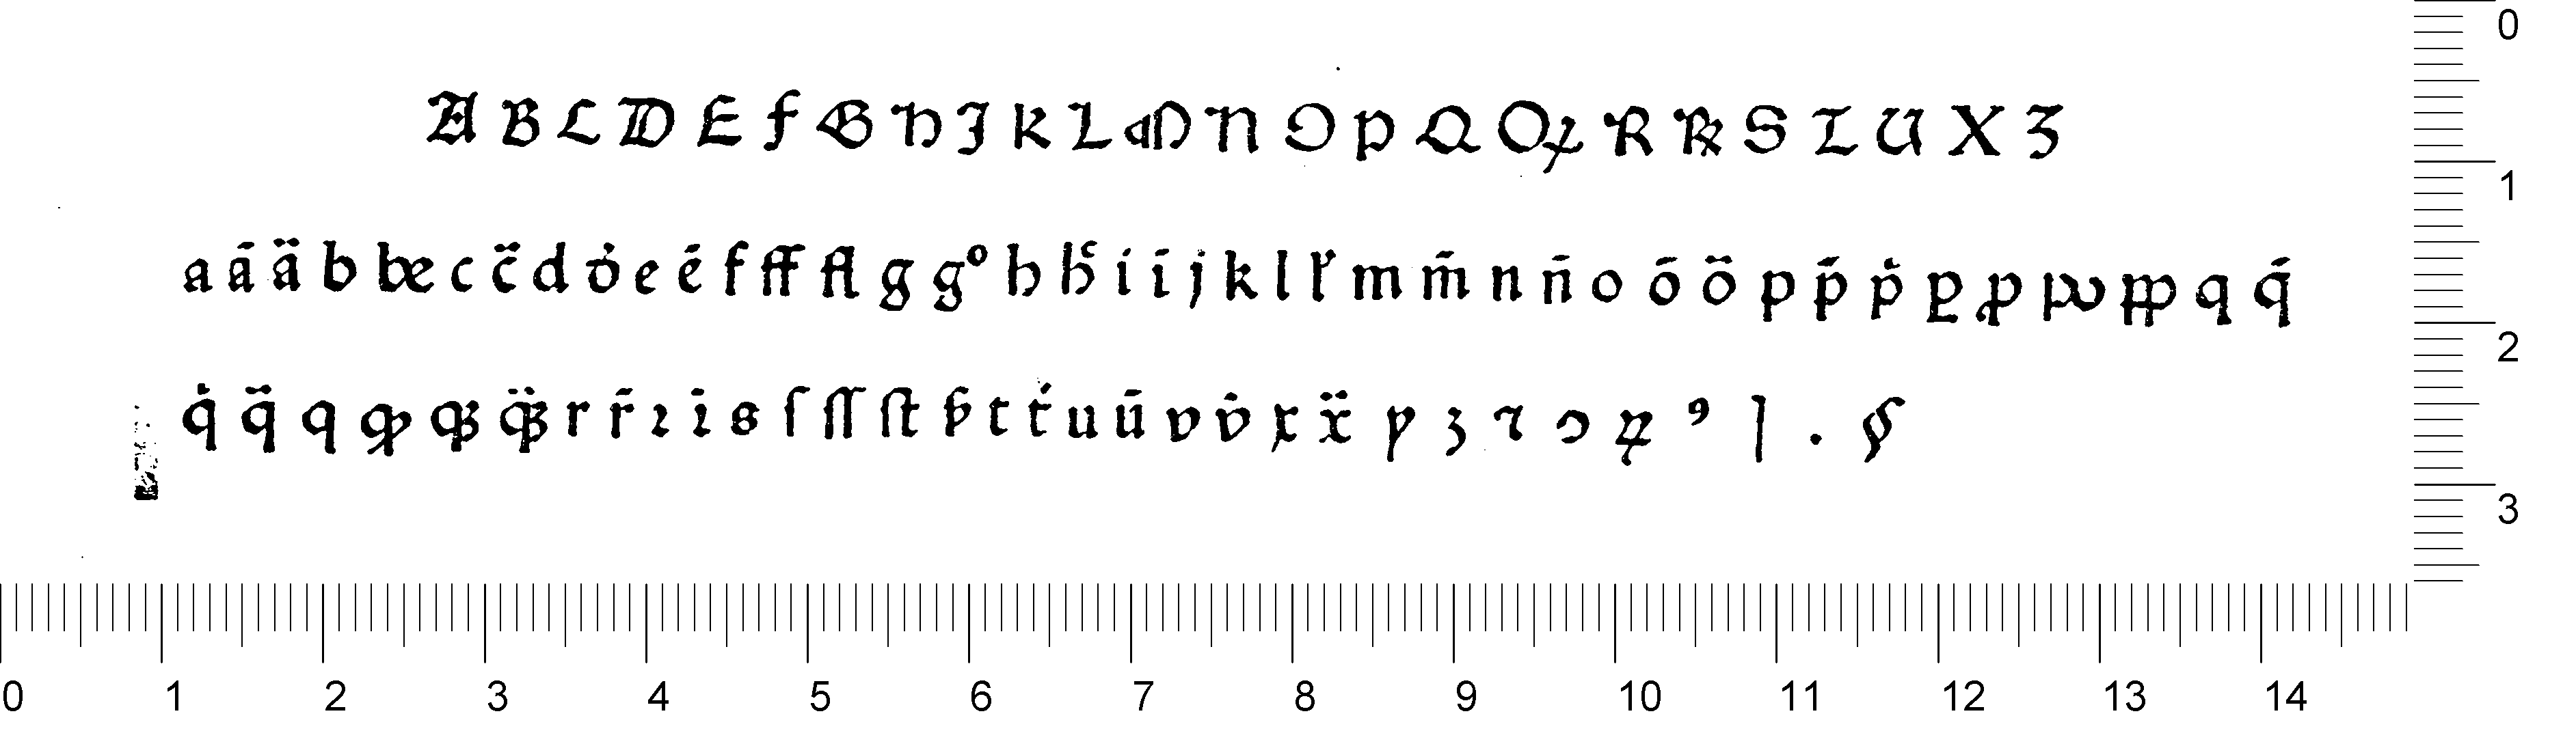 A B C D E F G H I K L M N O P Q Q R R S T U X Z
a ā ä b be c c̈ d ȯ e ē f ff fl g gͦ h h̉ i ī j k l l̉ m m̄ n n̄ o ō ö p p̄ ṗ ꝑ ꝓ pp q q̄
q̇ q̈ q r r̄ ꝛ s ſ ſſ ſt t ṫ u ū v v̇ x ẍ y ꝫ ⁊ ɔ ꝝ ꝰ | . §
0
1
2
3
0 1 2 3 4 5 6 7 8 9 10 11 12 13 14